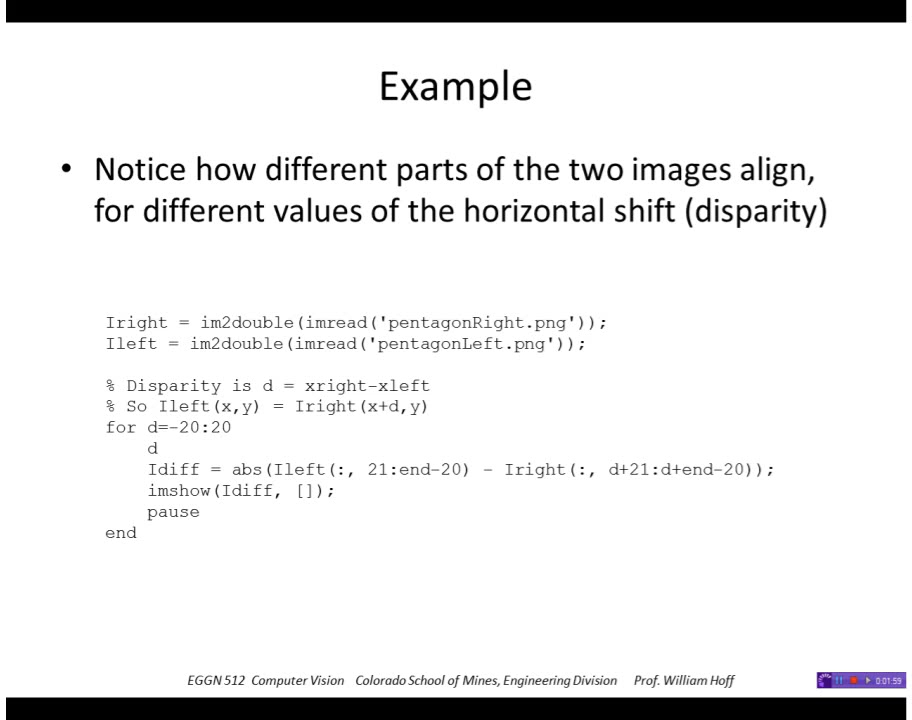 Example
• Notice how different parts of the two images align,
for different values of the horizontal shift (disparity)
Iright = im2double(imread('pentagonRight.png'));
Ileft = im2double(imread('pentagonLeft.png'));
% Disparity is d = xright-xleft
% So Ileft(x,y) = Iright(x+d,y)
for d=-20:20
    d
    Idiff = abs(Ileft(:, 21:end-20) - Iright(:, d+21:d+end-20));
    imshow(Idiff, []);
    pause
end
EGGN 512 Computer Vision Colorado School of Mines, Engineering Division Prof. William Hoff
0:01:59